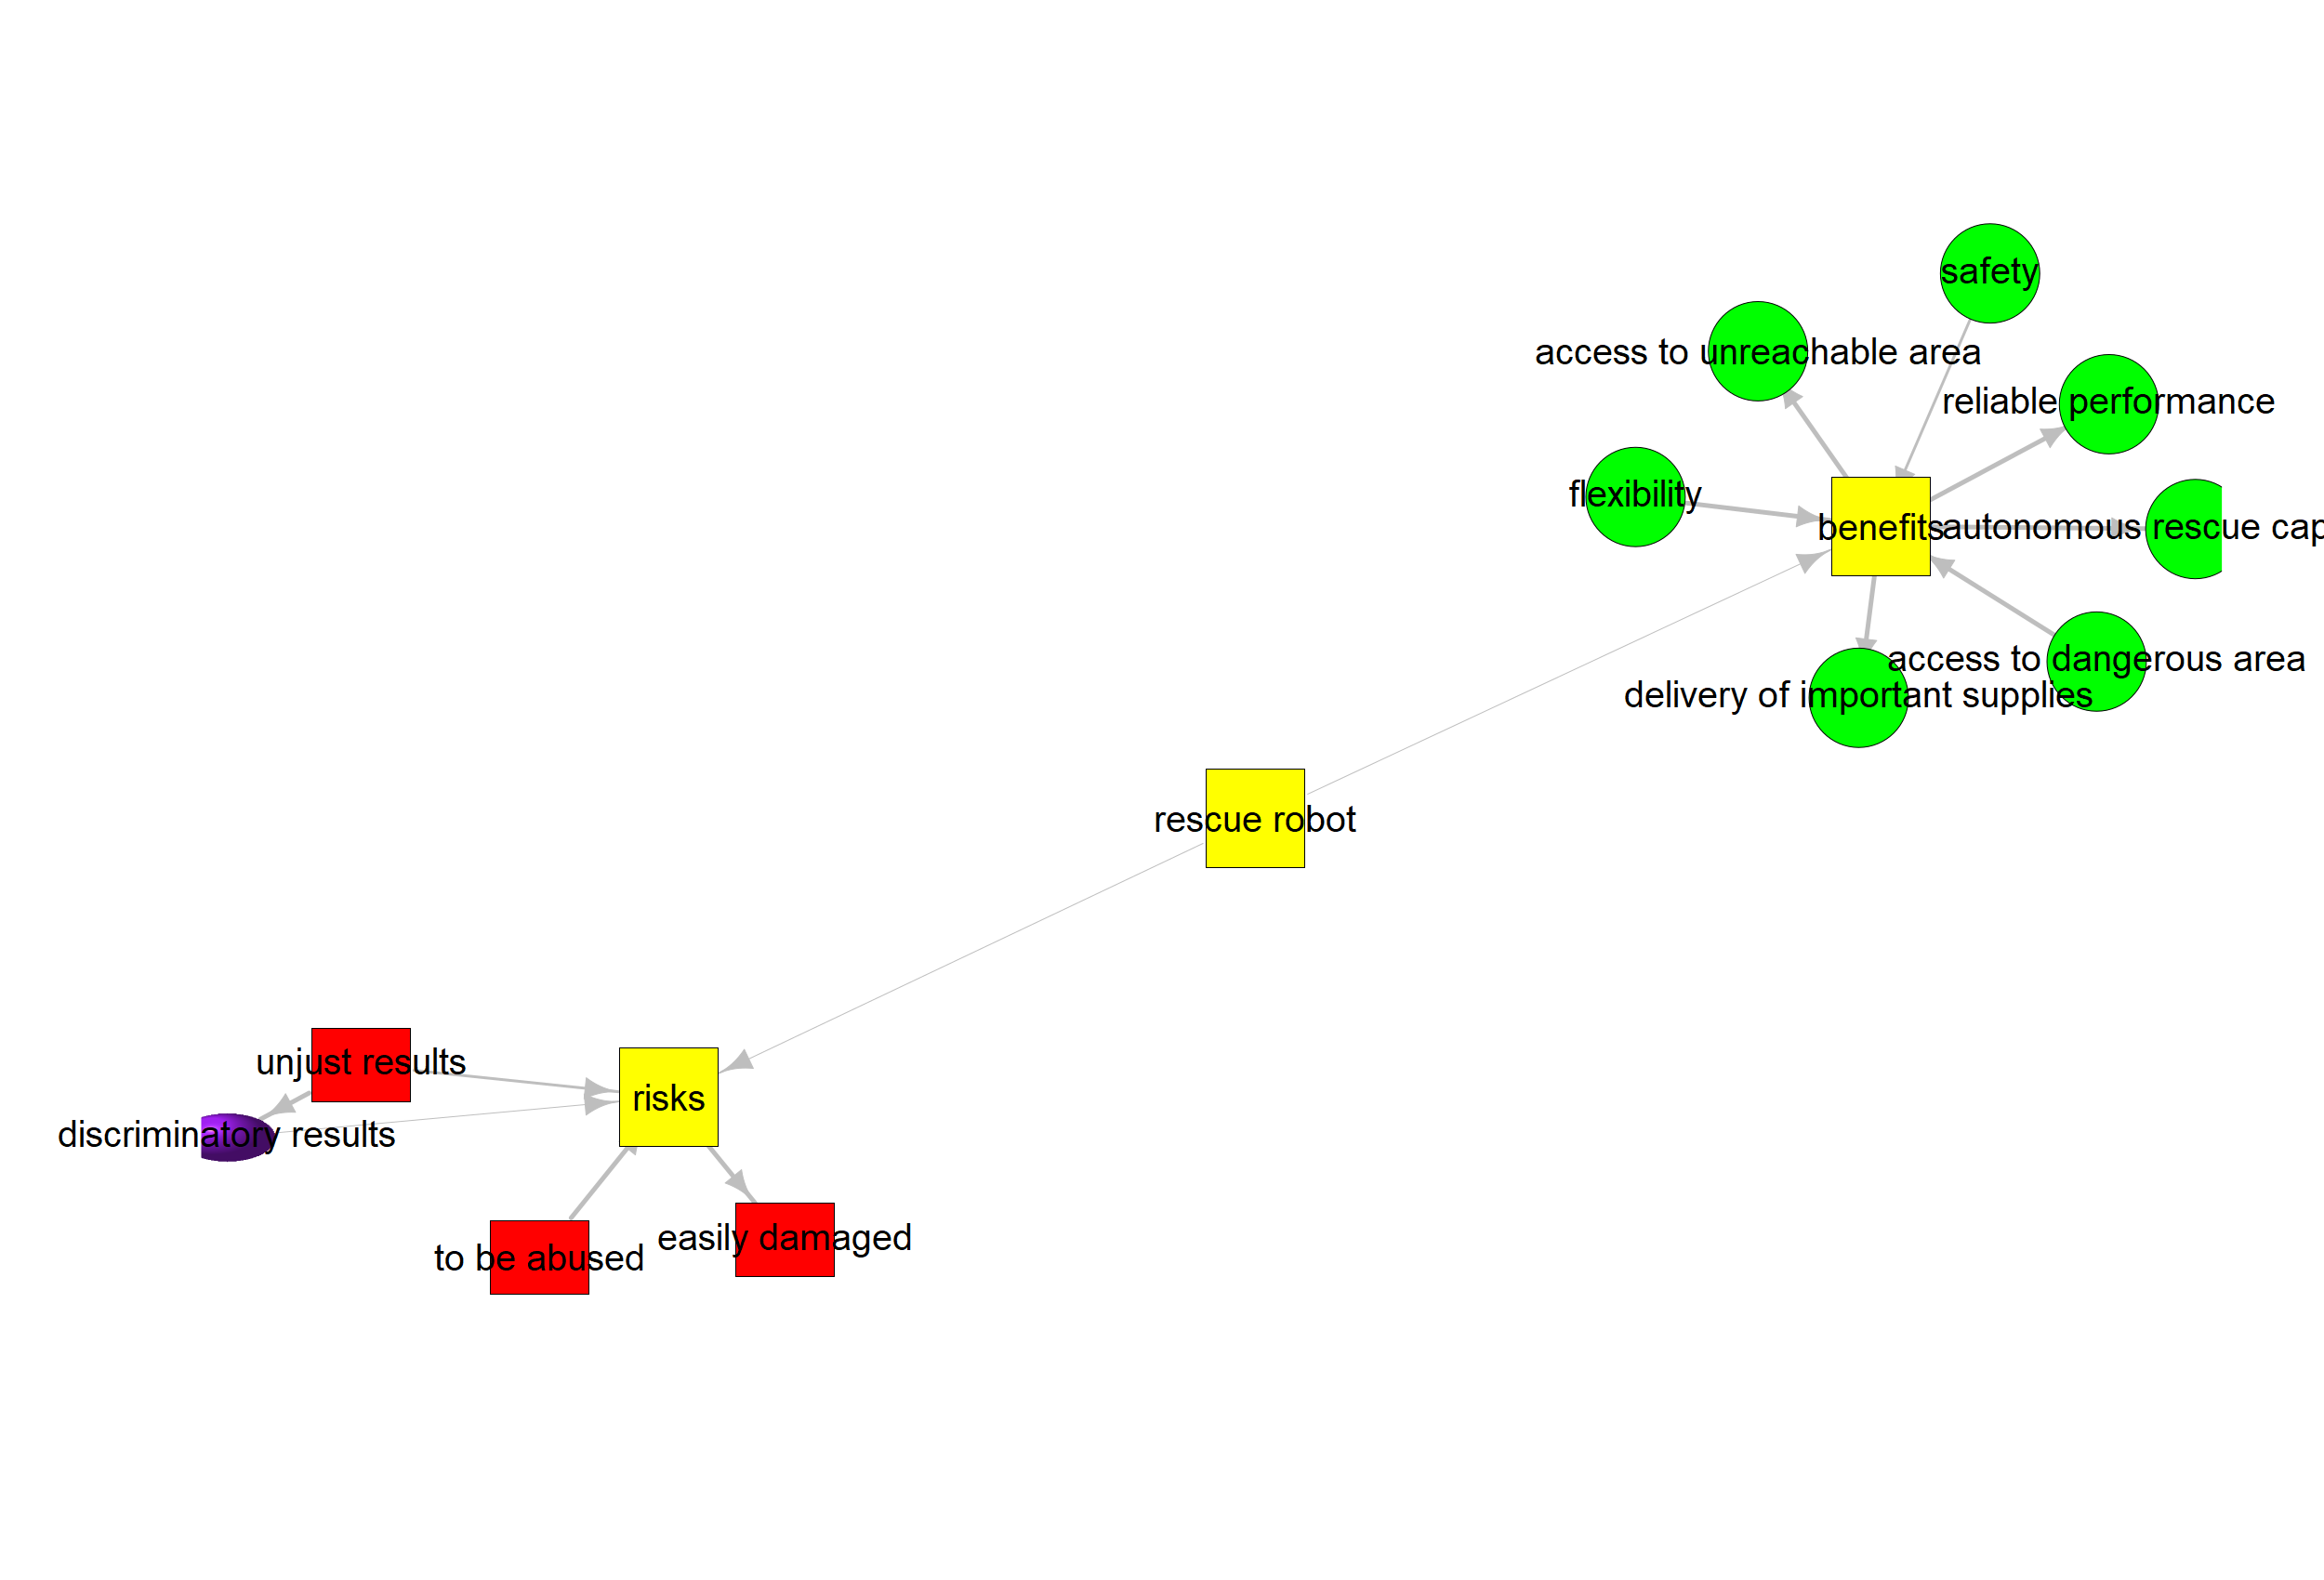 safety
access to unreachable area
reliable performance
flexibility
benefits
autonomous rescue
access to dangerous area
delivery of important supplies
rescue robot
unjust results
risks
discriminatory results
easily damaged
to be abused